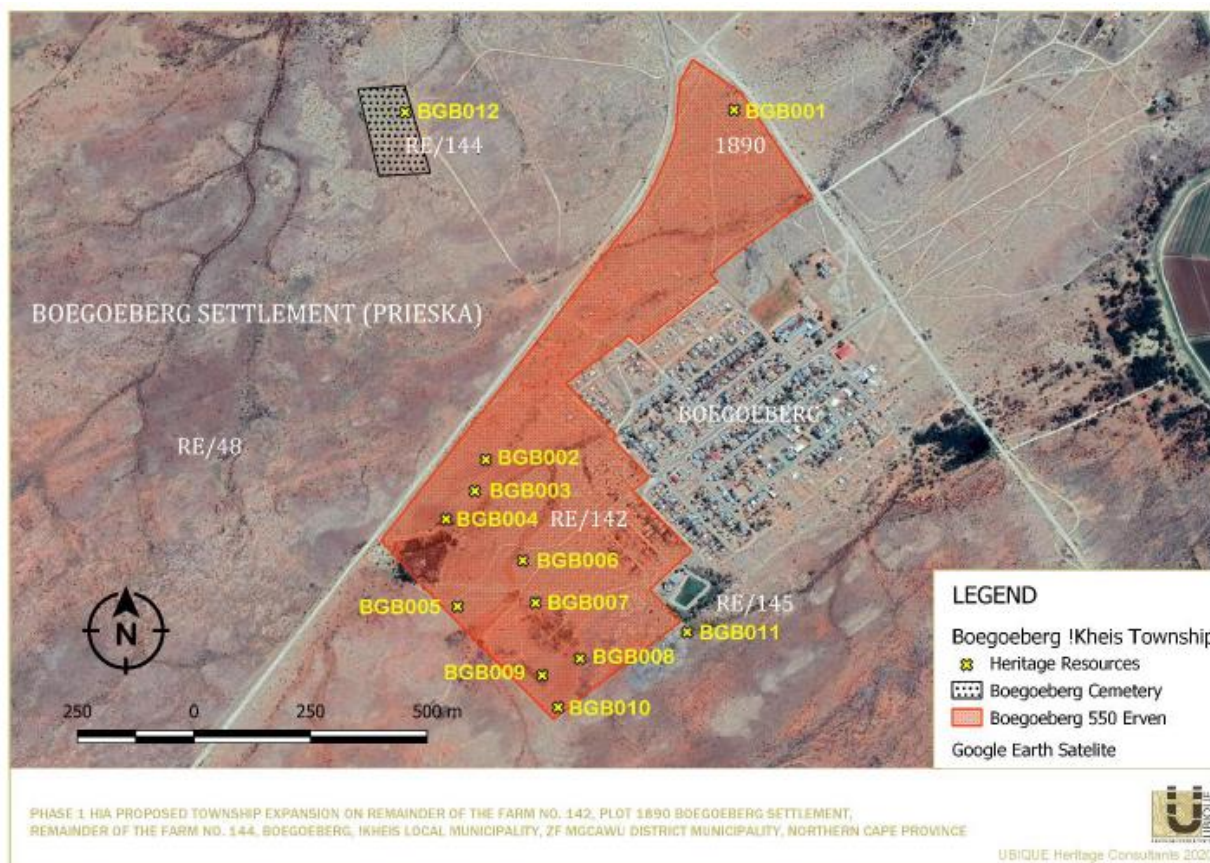 BGB012
BGB001
RE/144
1890
BOEGOEBERG SETTLEMENT (PRIESKA)
BOEGOEBERG
RE/48
BGB002
BGB003
BGB004
RE/142
BGB006
BGB005
BGB007
RE/145
BGB011
BGB008
BGB009
BGB010
N
250 0 250 500 m
LEGEND
Boegoeberg !Kheis Township
Heritage Resources
Boegoeberg Cemetery
Boegoeberg 550 Erven
Google Earth Satelite
PHASE 1 HIA PROPOSED TOWNSHIP EXPANSION ON REMAINDER OF THE FARM NO. 142, PLOT 1890 BOEGOEBERG SETTLEMENT,
REMAINDER OF THE FARM NO. 144, BOEGOEBERG, !KHEIS LOCAL MUNICIPALITY, ZF MGCAWU DISTRICT MUNICIPALITY, NORTHERN CAPE PROVINCE
UBIQUE
UBIQUE Heritage Consultants 2020